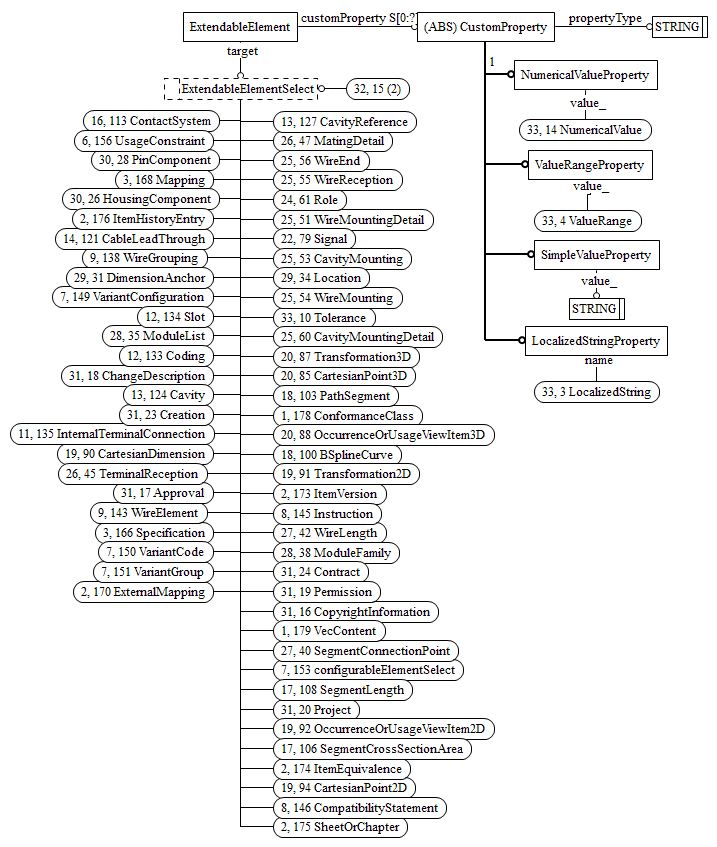 ExtendableElement
customProperty S[0:?]
(ABS) CustomProperty
propertyType
STRING
target
ExtendableElementSelect
32, 15 (2)
1
NumericalValueProperty
value_
33, 14 NumericalValue
ValueRangeProperty
value_
33, 4 ValueRange
SimpleValueProperty
value_
STRING
LocalizedStringProperty
name
33, 3 LocalizedString
16, 113 ContactSystem
6, 156 UsageConstraint
30, 28 PinComponent
3, 168 Mapping
30, 26 HousingComponent
2, 176 ItemHistoryEntry
14, 121 CableLeadThrough
9, 138 WireGrouping
29, 31 DimensionAnchor
7, 149 VariantConfiguration
12, 134 Slot
28, 35 ModuleList
12, 133 Coding
31, 18 ChangeDescription
13, 124 Cavity
31, 23 Creation
11, 135 InternalTerminalConnection
19, 90 CartesianDimension
26, 45 TerminalReception
31, 17 Approval
9, 143 WireElement
3, 166 Specification
7, 150 VariantCode
7, 151 VariantGroup
2, 170 ExternalMapping
13, 127 CavityReference
26, 47 MatingDetail
25, 56 WireEnd
25, 55 WireReception
24, 61 Role
25, 51 WireMountingDetail
22, 79 Signal
25, 53 CavityMounting
29, 34 Location
25, 54 WireMounting
33, 10 Tolerance
25, 60 CavityMountingDetail
20, 87 Transformation3D
20, 85 CartesianPoint3D
18, 103 PathSegment
1, 178 ConformanceClass
20, 88 OccurrenceOrUsageViewItem3D
18, 100 BSplineCurve
19, 91 Transformation2D
2, 173 ItemVersion
8, 145 Instruction
27, 42 WireLength
28, 38 ModuleFamily
31, 24 Contract
31, 19 Permission
31, 16 CopyrightInformation
1, 179 VecContent
27, 40 SegmentConnectionPoint
7, 153 configurableElementSelect
17, 108 SegmentLength
31, 20 Project
19, 92 OccurrenceOrUsageViewItem2D
17, 106 SegmentCrossSectionArea
2, 174 ItemEquivalence
19, 94 CartesianPoint2D
8, 146 CompatibilityStatement
2, 175 SheetOrChapter